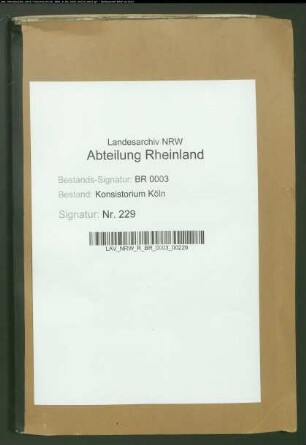 Landesarchiv NRW
Abteilung Rheinland
Bestands-Signatur: BR 0003
Bestand: Konsistorium Köln
Signatur: Nr. 229
LAV_NRW_R_BR_0003_00229